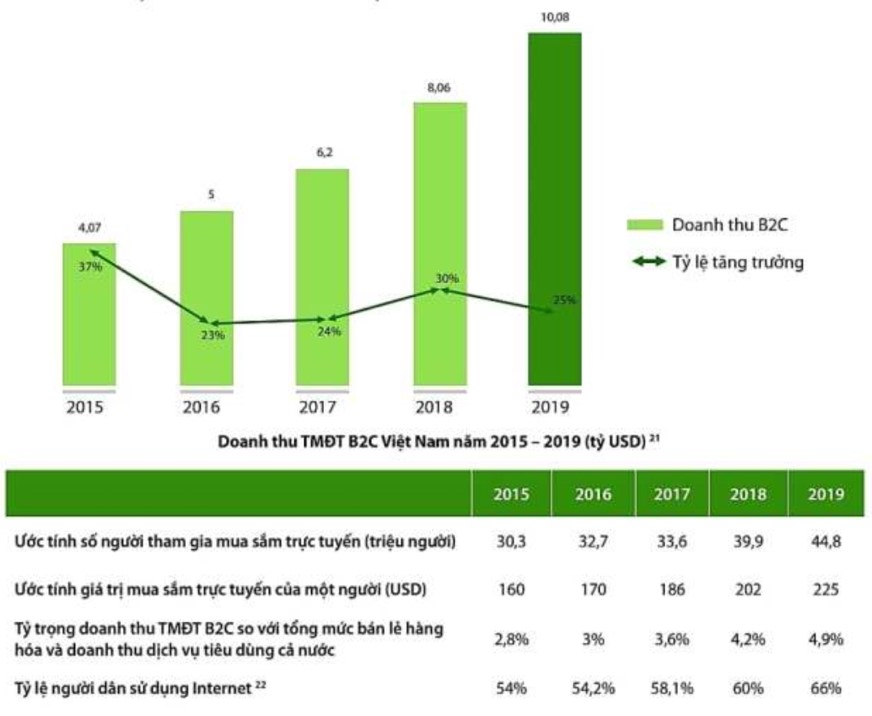 10,08
8,06
6,2
5
4,07
Doanh thu B2C
37%
Tỷ lệ tăng trưởng
30%
25%
23%
24%
2015 2016 2017 2018 2019
Doanh thu TMĐT B2C Việt Nam năm 2015 – 2019 (tỷ USD) 21
2015 2016 2017 2018 2019
Ước tính số người tham gia mua sắm trực tuyến (triệu người) 30,3 32,7 33,6 39,9 44,8
Ước tính giá trị mua sắm trực tuyến của một người (USD) 160 170 186 202 225
Tỷ trọng doanh thu TMĐT B2C so với tổng mức bán lẻ hàng
hóa và doanh thu dịch vụ tiêu dùng cả nước 2,8% 3% 3,6% 4,2% 4,9%
Tỷ lệ người dân sử dụng Internet 22 54% 54,2% 58,1% 60% 66%